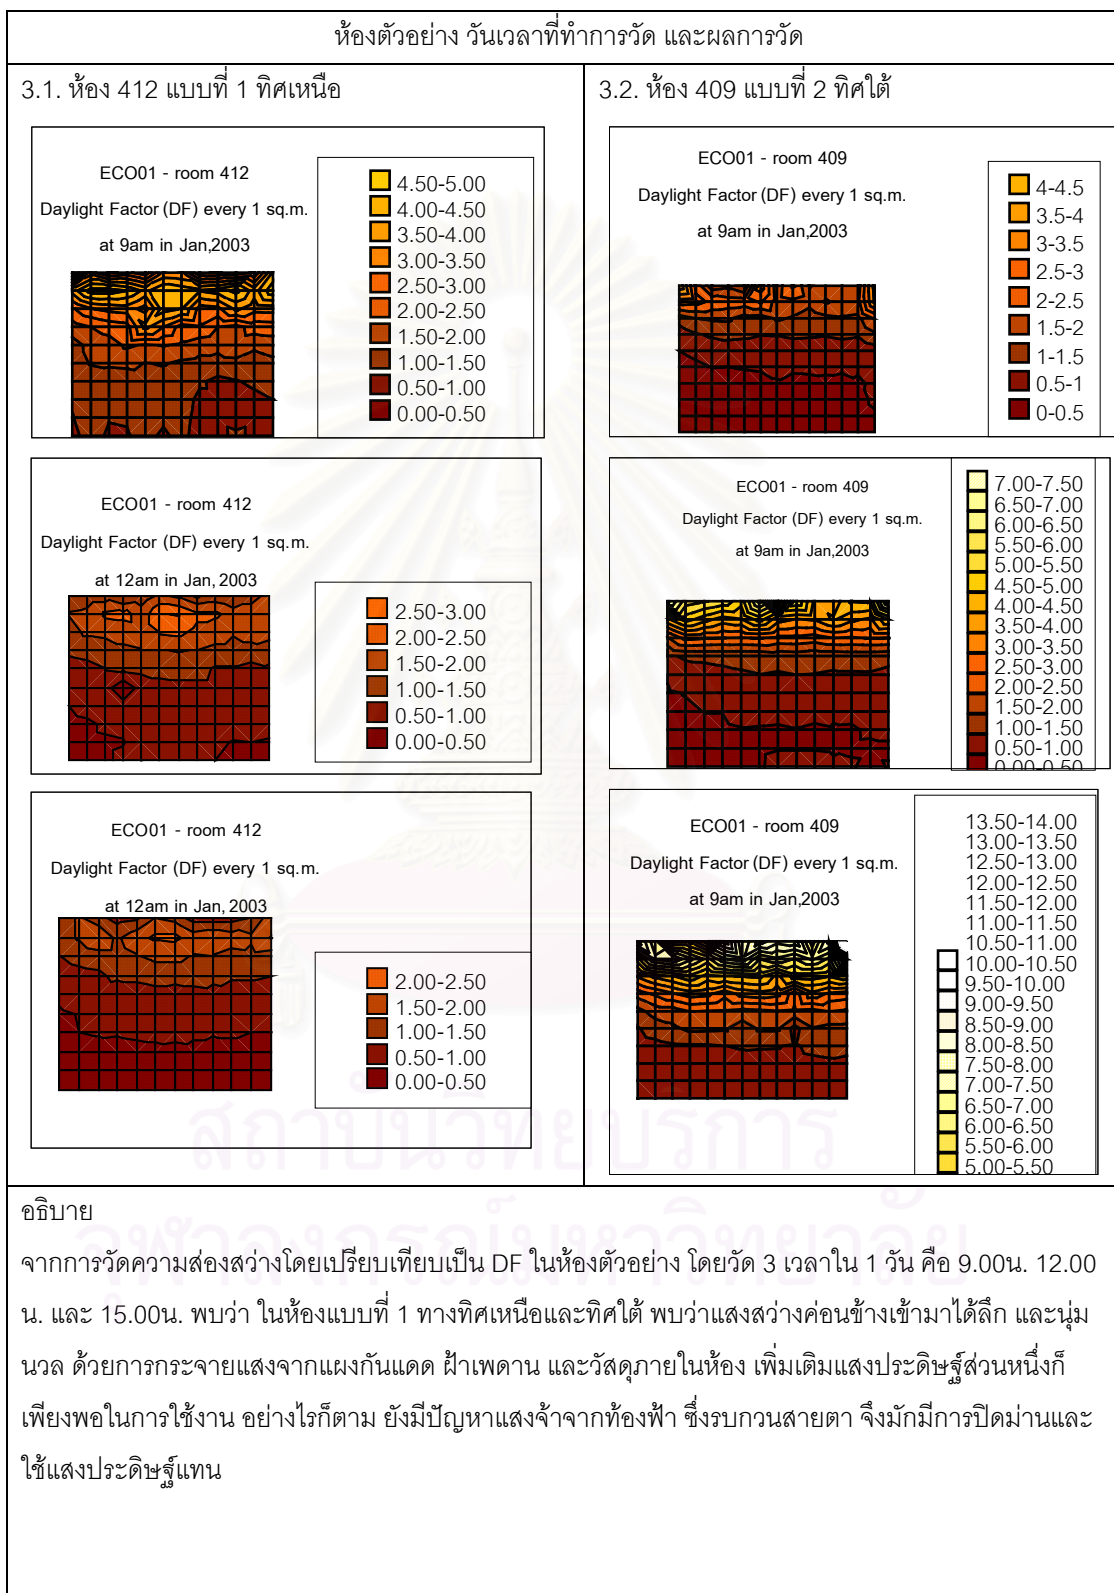 ห้องตัวอย่าง วันเวลาที่ทำการวัด และผลการวัด
3.1. ห้อง 412 แบบที่ 1 ทิศเหนือ
ECO01 - room 412
Daylight Factor (DF) every 1 sq.m.
at 9am in Jan,2003
4.50-5.00
4.00-4.50
3.50-4.00
3.00-3.50
2.50-3.00
2.00-2.50
1.50-2.00
1.00-1.50
0.50-1.00
0.00-0.50
ECO01 - room 412
Daylight Factor (DF) every 1 sq.m.
at 12am in Jan, 2003
2.50-3.00
2.00-2.50
1.50-2.00
1.00-1.50
0.50-1.00
0.00-0.50
ECO01 - room 412
Daylight Factor (DF) every 1 sq.m.
at 12am in Jan, 2003
2.00-2.50
1.50-2.00
1.00-1.50
0.50-1.00
0.00-0.50
3.2. ห้อง 409 แบบที่ 2 ทิศใต้
ECO01 - room 409
Daylight Factor (DF) every 1 sq.m.
at 9am in Jan,2003
4-4.5
3.5-4
3-3.5
2.5-3
2-2.5
1.5-2
1-1.5
0.5-1
0-0.5
ECO01 - room 409
Daylight Factor (DF) every 1 sq.m.
at 9am in Jan,2003
7.00-7.50
6.50-7.00
6.00-6.50
5.50-6.00
5.00-5.50
4.50-5.00
4.00-4.50
3.50-4.00
3.00-3.50
2.50-3.00
2.00-2.50
1.50-2.00
1.00-1.50
0.50-1.00
0.00-0.50
ECO01 - room 409
Daylight Factor (DF) every 1 sq.m.
at 9am in Jan,2003
13.50-14.00
13.00-13.50
12.50-13.00
12.00-12.50
11.50-12.00
11.00-11.50
10.50-11.00
10.00-10.50
9.50-10.00
9.00-9.50
8.50-9.00
8.00-8.50
7.50-8.00
7.00-7.50
6.50-7.00
6.00-6.50
5.50-6.00
5.00-5.50
สถาบันวิทยบริการ
จุฬาลงกรณ์มหาวิทยาลัย
อธิบาย
จากการวัดความส่องสว่างโดยเปรียบเทียบเป็น DF ในห้องตัวอย่าง โดยวัด 3 เวลาใน 1 วัน คือ 9.00น. 12.00
น. และ 15.00น. พบว่า ในห้องแบบที่ 1 ทางทิศเหนือและทิศใต้ พบว่าแสงสว่างค่อนข้างเข้ามาได้ลึก และนุ่ม
นวล ด้วยการกระจายแสงจากแผงกันแดด ฝ้าเพดาน และวัสดุภายในห้อง เพิ่มเติมแสงประดิษฐ์ส่วนหนึ่งก็
เพียงพอในการใช้งาน อย่างไรก็ตาม ยังมีปัญหาแสงจ้าจากท้องฟ้า ซึ่งรบกวนสายตา จึงมักมีการปิดม่านและ
ใช้แสงประดิษฐ์แทน